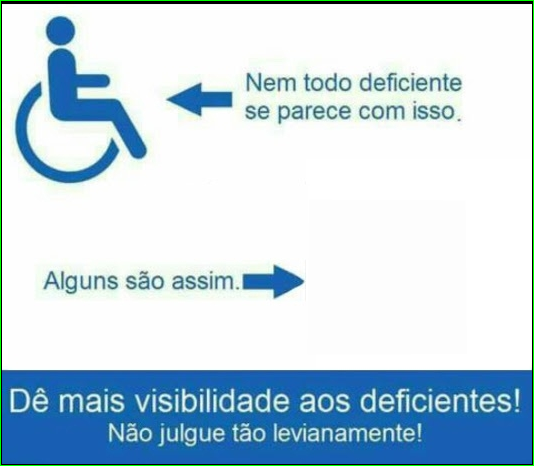 Nem todo deficiente
se parece com isso.
Alguns são assim.
Dê mais visibilidade aos deficientes!
Não julgue tão levianamente!